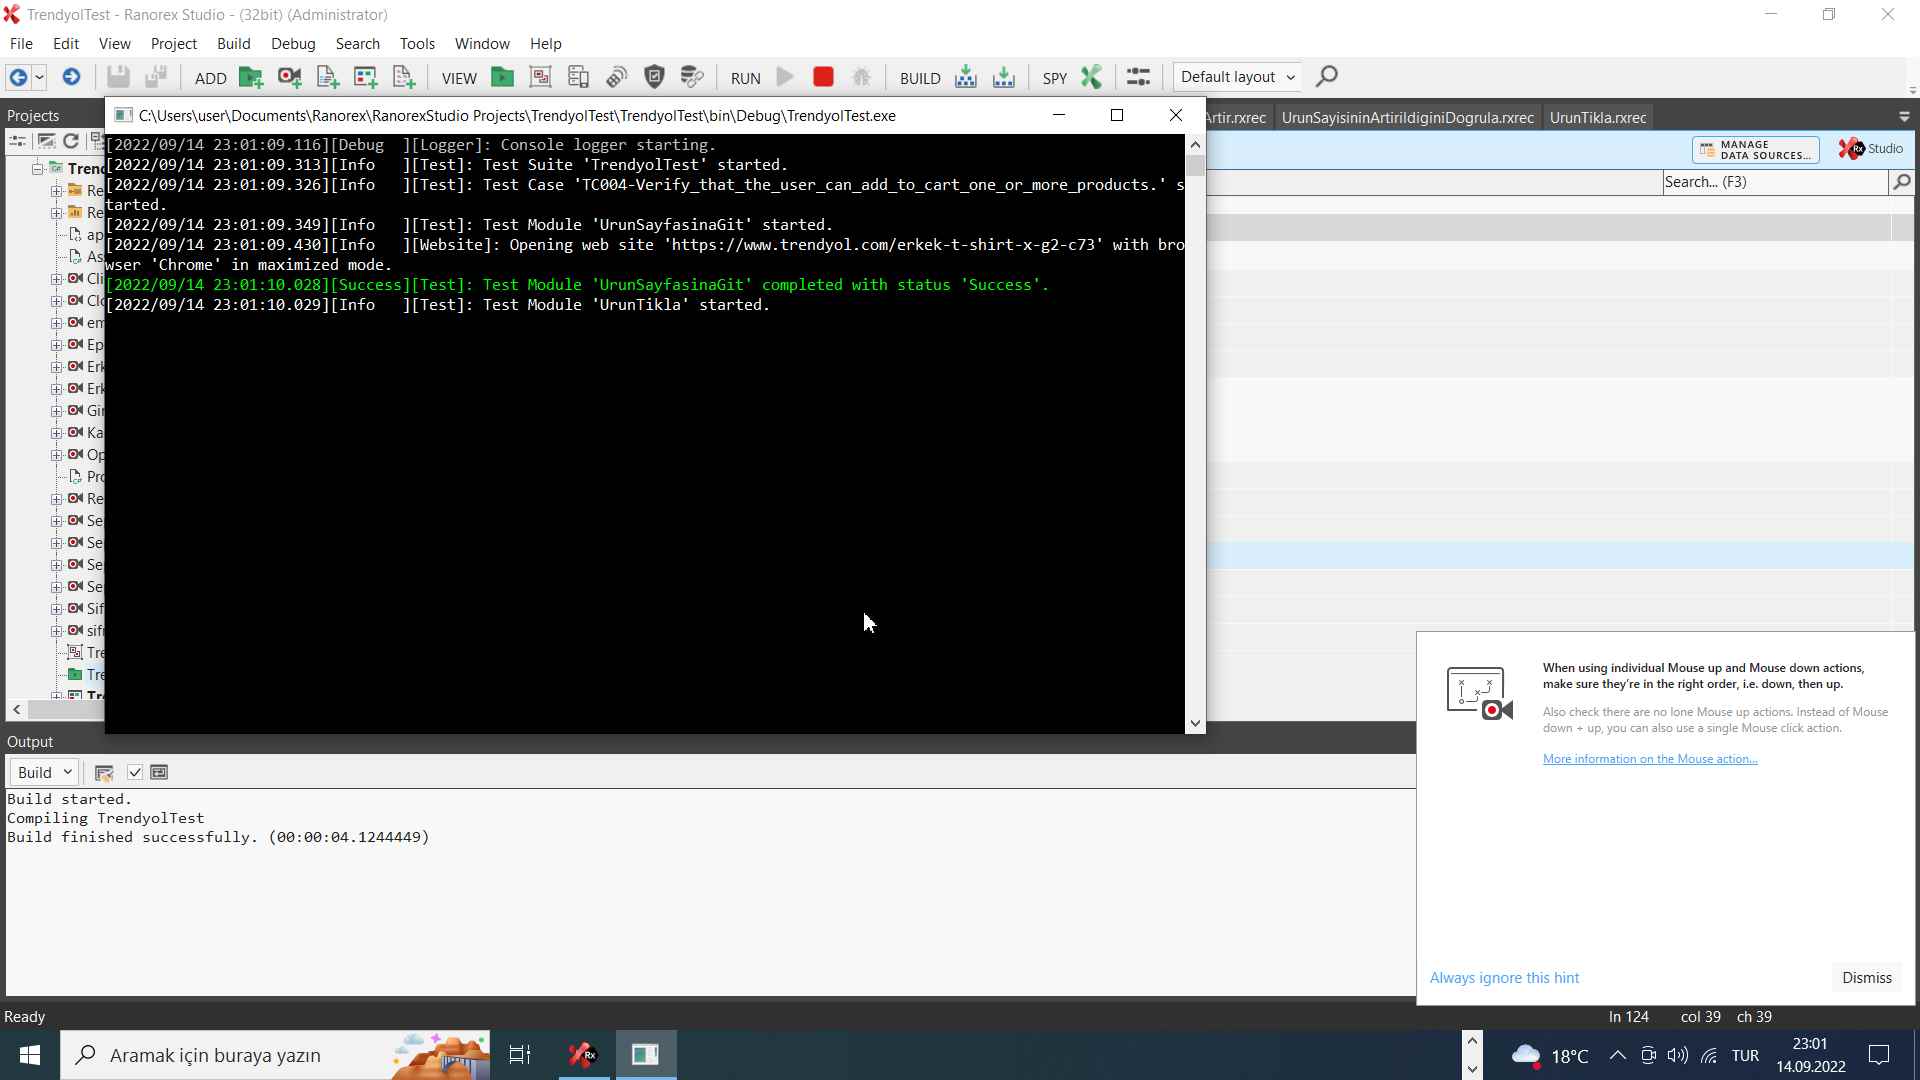 TrendyolTest - Ranorex Studio - (32bit) (Administrator)
File Edit View Project Build Debug Search Tools Window Help
ADD VIEW RUN BUILD SPY Default layout
Projects
C:\Users\user\Documents\Ranorex\RanorexStudio Projects\TrendyolTest\TrendyolTest\bin\Debug\TrendyolTest.exe
Artir.rxrec UrunSayisininArtirildiginiDogrula.rxrec UrunTikla.rxrec
MANAGE
DATA SOURCES...
Rx Studio
Search... (F3)
[2022/09/14 23:01:09.116][Debug  ][Logger]: Console logger starting.
[2022/09/14 23:01:09.313][Info   ][Test]: Test Suite 'TrendyolTest' started.
[2022/09/14 23:01:09.326][Info   ][Test]: Test Case 'TC004-Verify_that_the_user_can_add_to_cart_one_or_more_products.' s
tarted.
[2022/09/14 23:01:09.349][Info   ][Test]: Test Module 'UrunSayfasinaGit' started.
[2022/09/14 23:01:09.430][Info   ][Website]: Opening web site 'https://www.trendyol.com/erkek-t-shirt-x-g2-c73' with bro
wser 'Chrome' in maximized mode.
[2022/09/14 23:01:10.028][Success][Test]: Test Module 'UrunSayfasinaGit' completed with status 'Success'.
[2022/09/14 23:01:10.029][Info   ][Test]: Test Module 'UrunTikla' started.
Tren
Re
Re
ap
As
Cli
Clo
em
Ep
Erk
Erk
Gir
Ka
Op
Pro
Re
Se
Se
Se
Se
Sif
sifr
Tre
Tre
Tr
When using individual Mouse up and Mouse down actions,
make sure they're in the right order, i.e. down, then up.
Also check there are no lone Mouse up actions. Instead of Mouse
down + up, you can also use a single Mouse click action.
More information on the Mouse action...
Always ignore this hint Dismiss
Output
Build
Build started.
Compiling TrendyolTest
Build finished successfully. (00:00:04.1244449)
Ready ln 124 col 39 ch 39
Aramak için buraya yazın
Rx
18°C TUR
23:01
14.09.2022